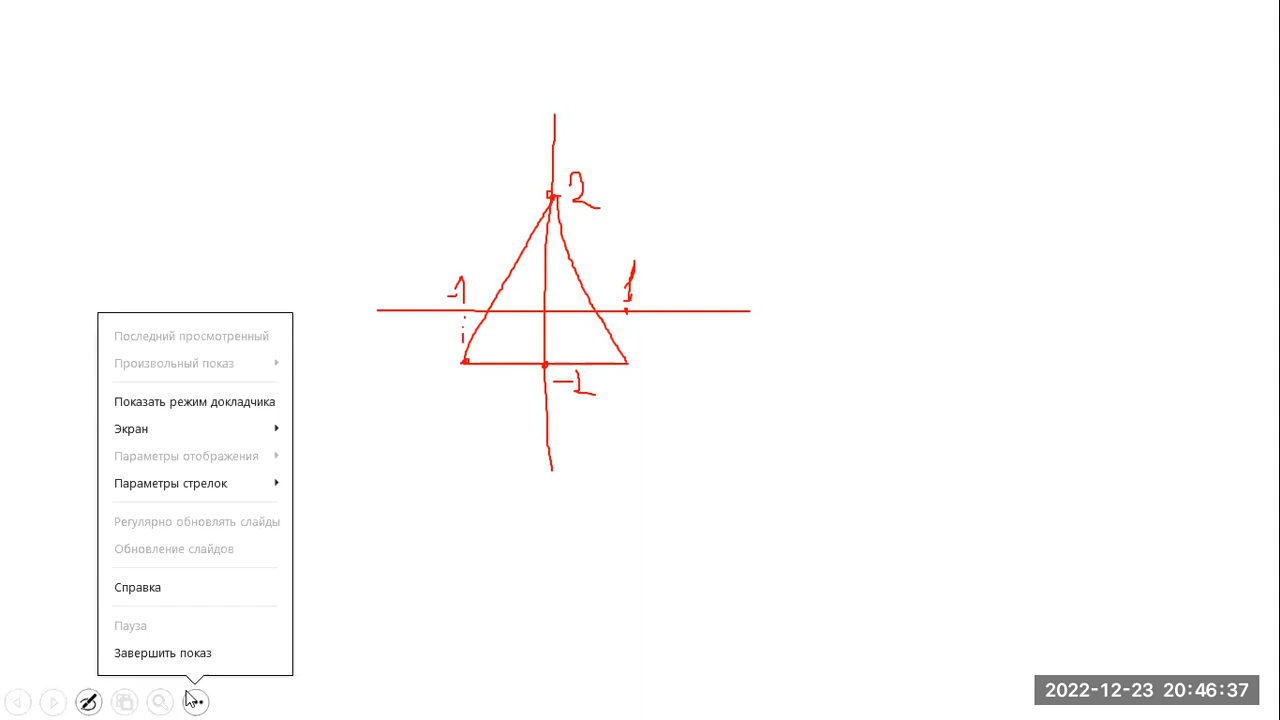 2
-1
1
-1
Последний просмотренный
Произвольный показ
Показать режим докладчика
Экран
Параметры отображения
Параметры стрелок
Регулярно обновлять слайды
Обновление слайдов
Справка
Пауза
Завершить показ
2022-12-23 20:46:37